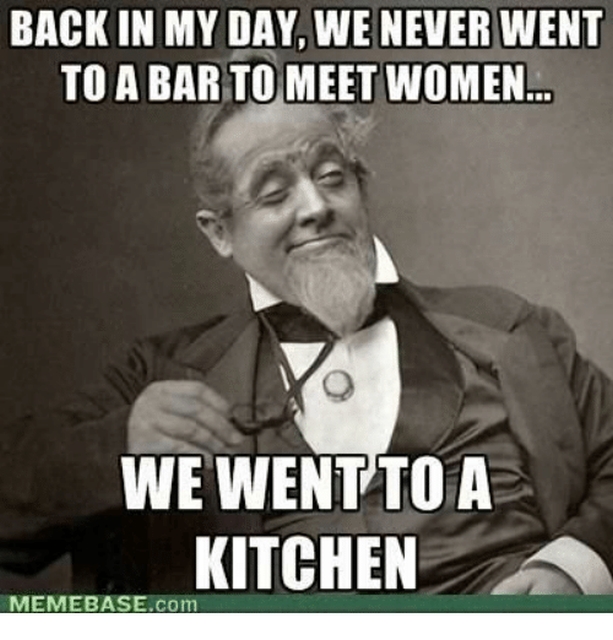 BACK IN MY DAY, WE NEVER WENT
TO A BAR TO MEET WOMEN...
WE WENT TO A
KITCHEN
MEMEBASE.com